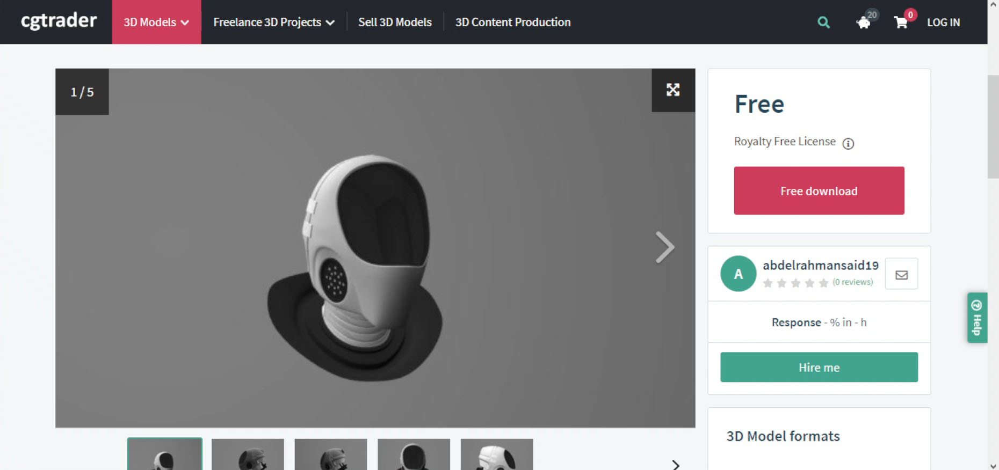 cgtrader
3D Models
Freelance 3D Projects
Sell 3D Models
3D Content Production
20
0
LOG IN
1 / 5
Free
Royalty Free License
Free download
A
abdelrahmansaid19
(0 reviews)
Response - % in - h
Hire me
Help
3D Model formats